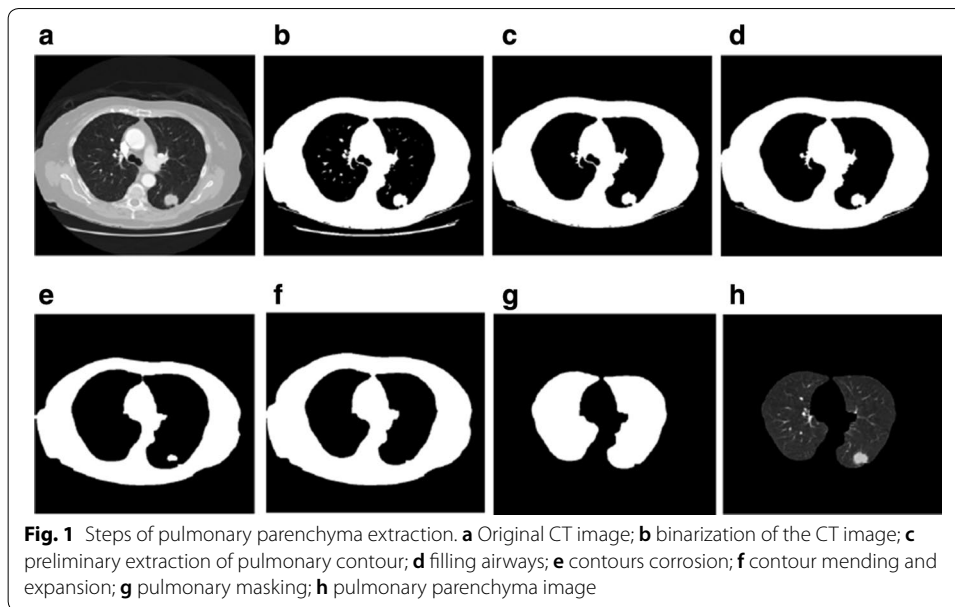 a b c d
e f g h
Fig. 1 Steps of pulmonary parenchyma extraction. a Original CT image; b binarization of the CT image; c
preliminary extraction of pulmonary contour; d filling airways; e contours corrosion; f contour mending and
expansion; g pulmonary masking; h pulmonary parenchyma image